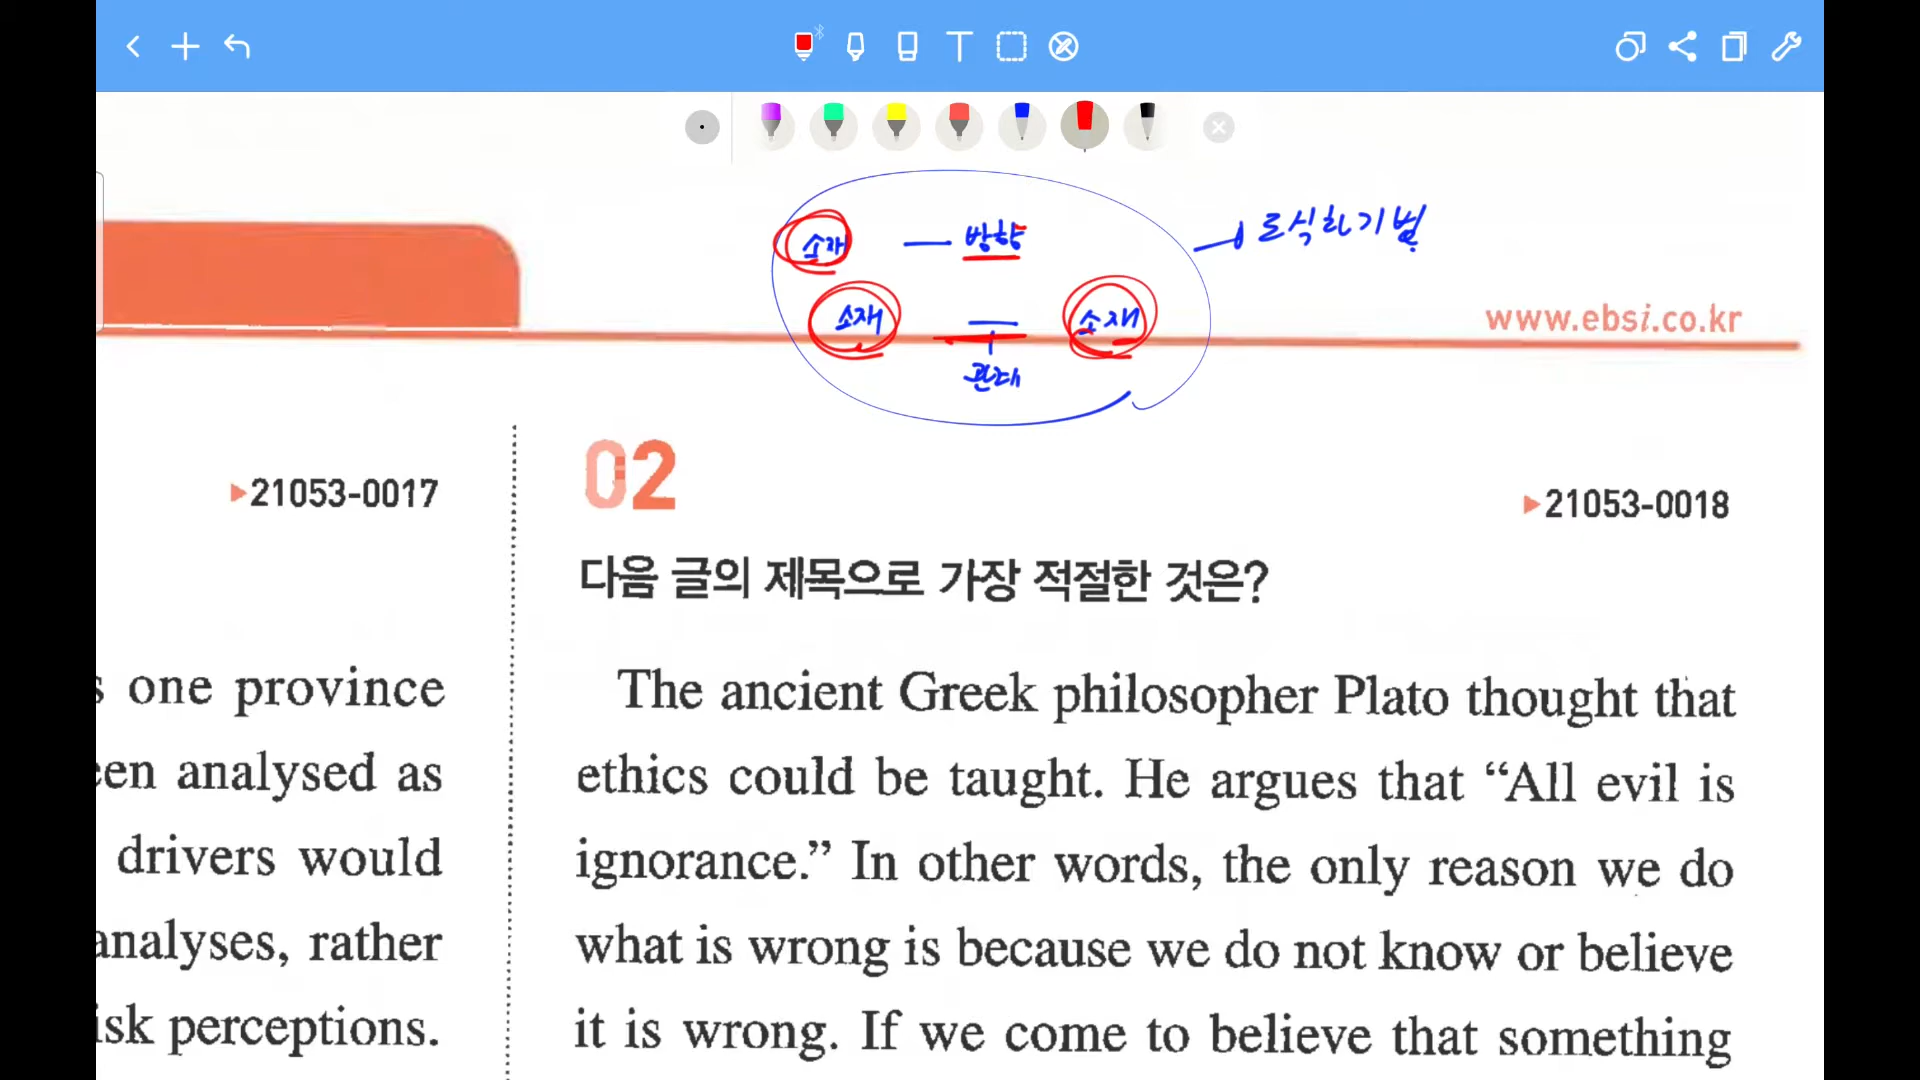 소재 — 방향 → 도식화기법
소재 — 소재
관계
www.ebsi.co.kr
▶21053-0017
s one province
een analysed as
drivers would
analyses, rather
isk perceptions.
02
▶21053-0018
다음 글의 제목으로 가장 적절한 것은?
The ancient Greek philosopher Plato thought that
ethics could be taught. He argues that “All evil is
ignorance.” In other words, the only reason we do
what is wrong is because we do not know or believe
it is wrong. If we come to believe that something